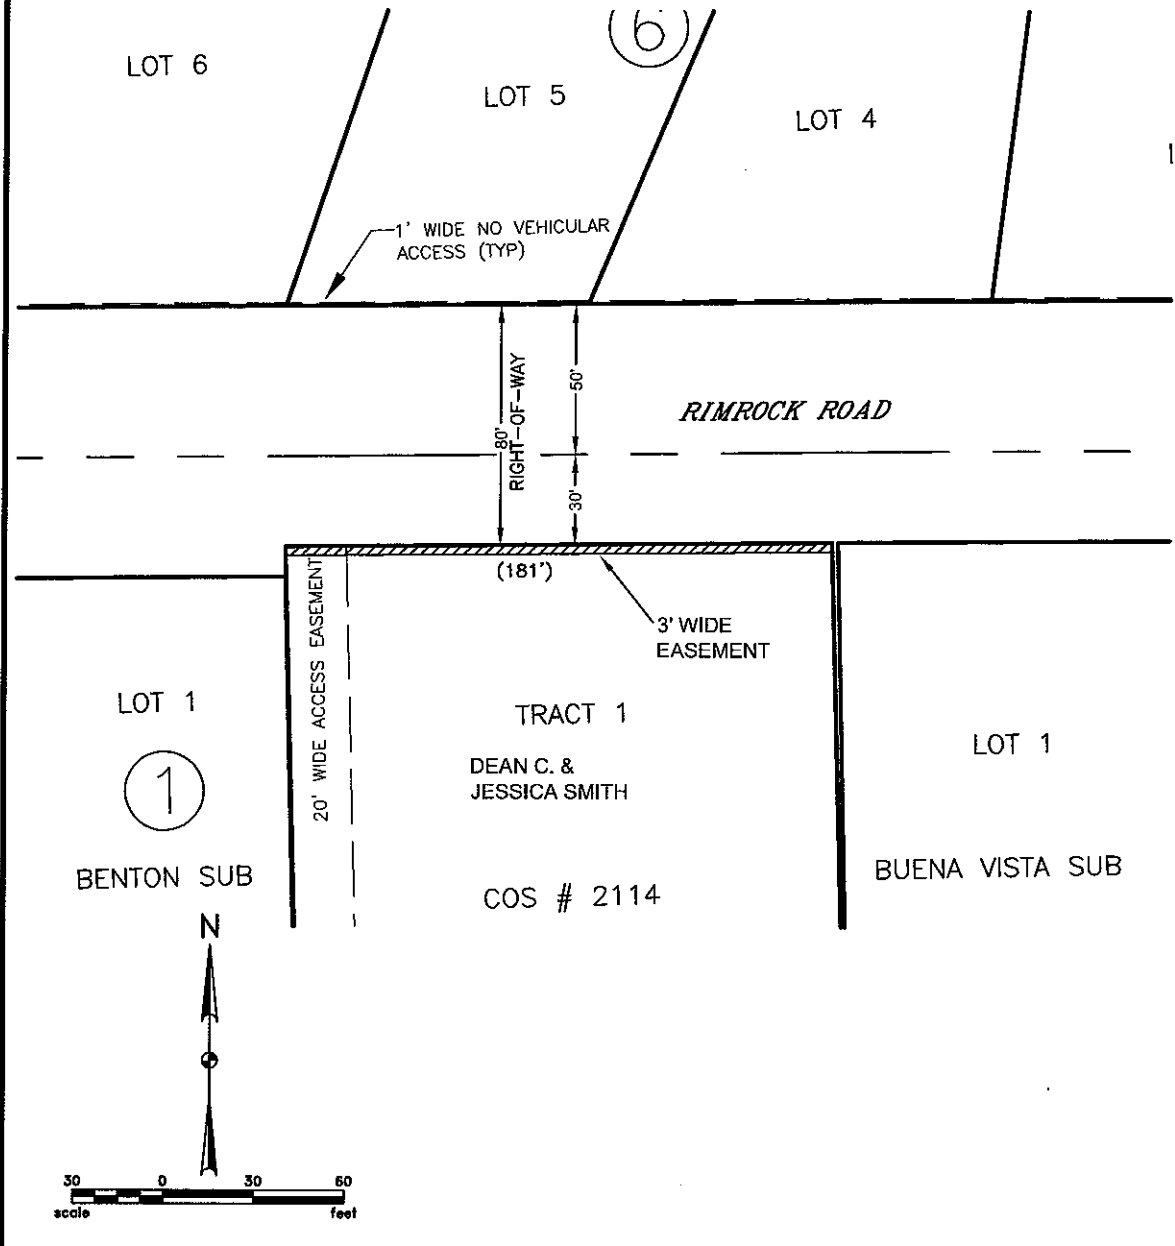 6
LOT 6
LOT 5
LOT 4
1' WIDE NO VEHICULAR
ACCESS (TYP)
80'
RIGHT-OF-WAY
50'
RIMROCK ROAD
30'
(181')
20' WIDE ACCESS EASEMENT
3' WIDE
EASEMENT
LOT 1
TRACT 1
LOT 1
DEAN C. &
JESSICA SMITH
1
BENTON SUB
COS # 2114
BUENA VISTA SUB
N
30 0 30 60
scale feet